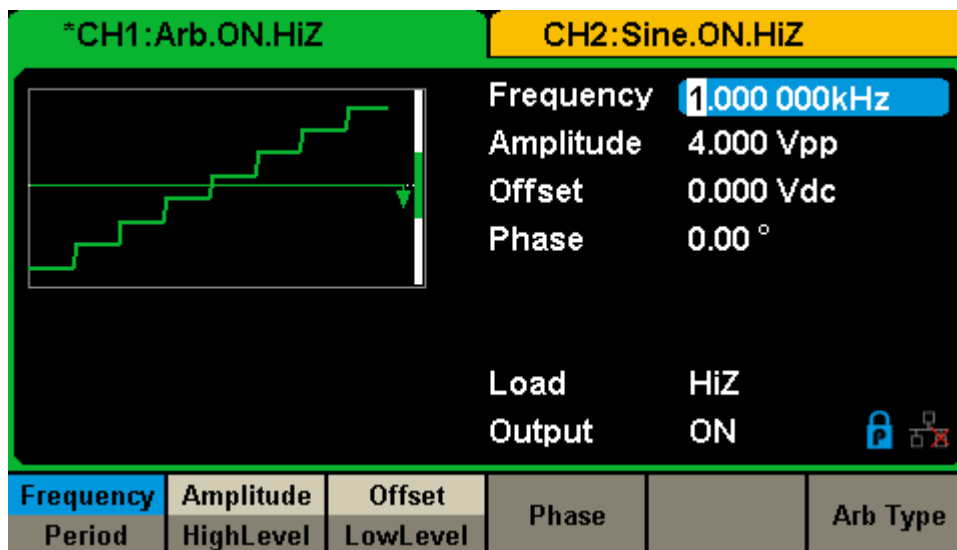 *CH1:Arb.ON.HiZ
CH2:Sine.ON.HiZ
Frequency 1.000 000kHz
Amplitude 4.000 Vpp
Offset 0.000 Vdc
Phase 0.00 °
Load HiZ
Output ON
P
Frequency Amplitude Offset Phase Arb Type
Period HighLevel LowLevel